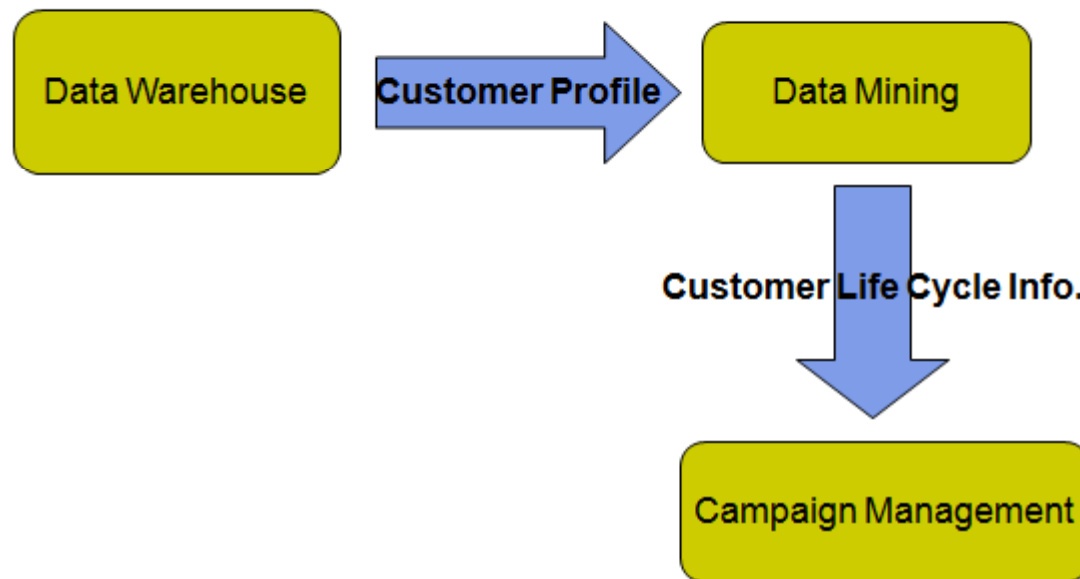 Data Warehouse
Customer Profile
Data Mining
Customer Life Cycle Info.
Campaign Management